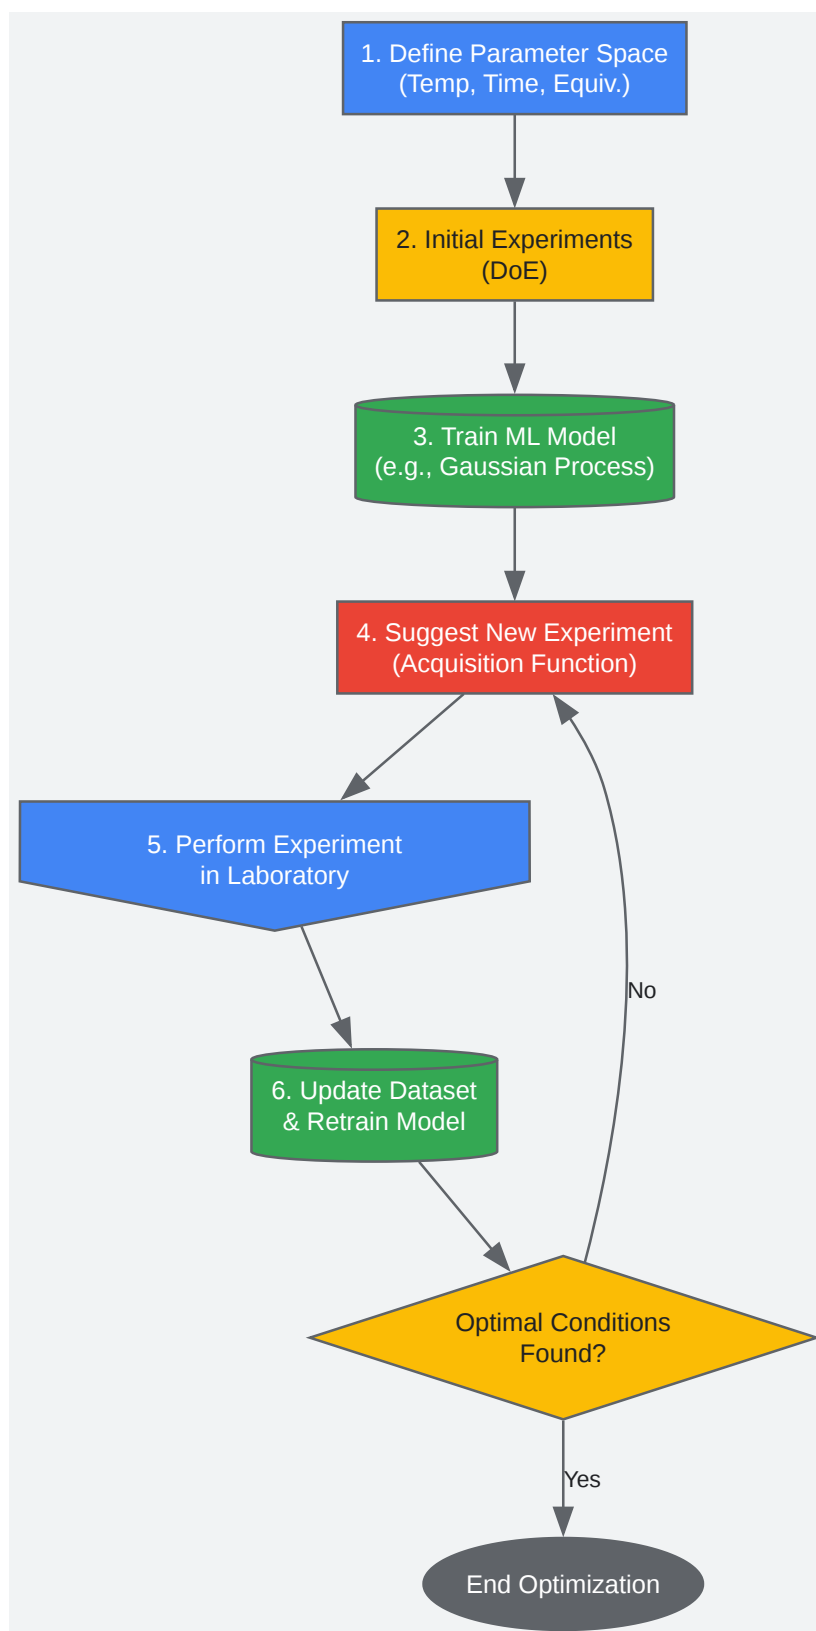 1. Define Parameter Space
(Temp, Time, Equiv.)
2. Initial Experiments
(DoE)
3. Train ML Model
(e.g., Gaussian Process)
4. Suggest New Experiment
(Acquisition Function)
5. Perform Experiment
in Laboratory
No
6. Update Dataset
& Retrain Model
Optimal Conditions
Found?
Yes
End Optimization